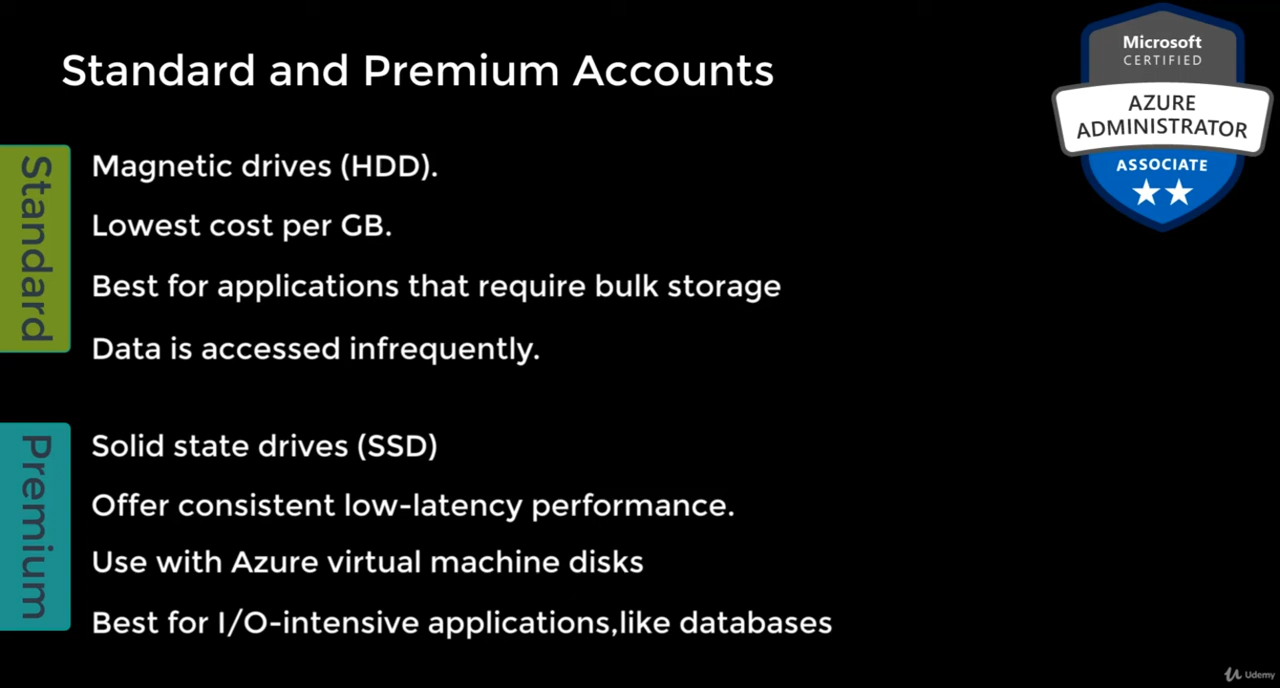 Standard and Premium Accounts
Microsoft
CERTIFIED
AZURE
ADMINISTRATOR
ASSOCIATE
Standard
Magnetic drives (HDD).
Lowest cost per GB.
Best for applications that require bulk storage
Data is accessed infrequently.
Premium
Solid state drives (SSD)
Offer consistent low-latency performance.
Use with Azure virtual machine disks
Best for I/O-intensive applications,like databases
Udemy